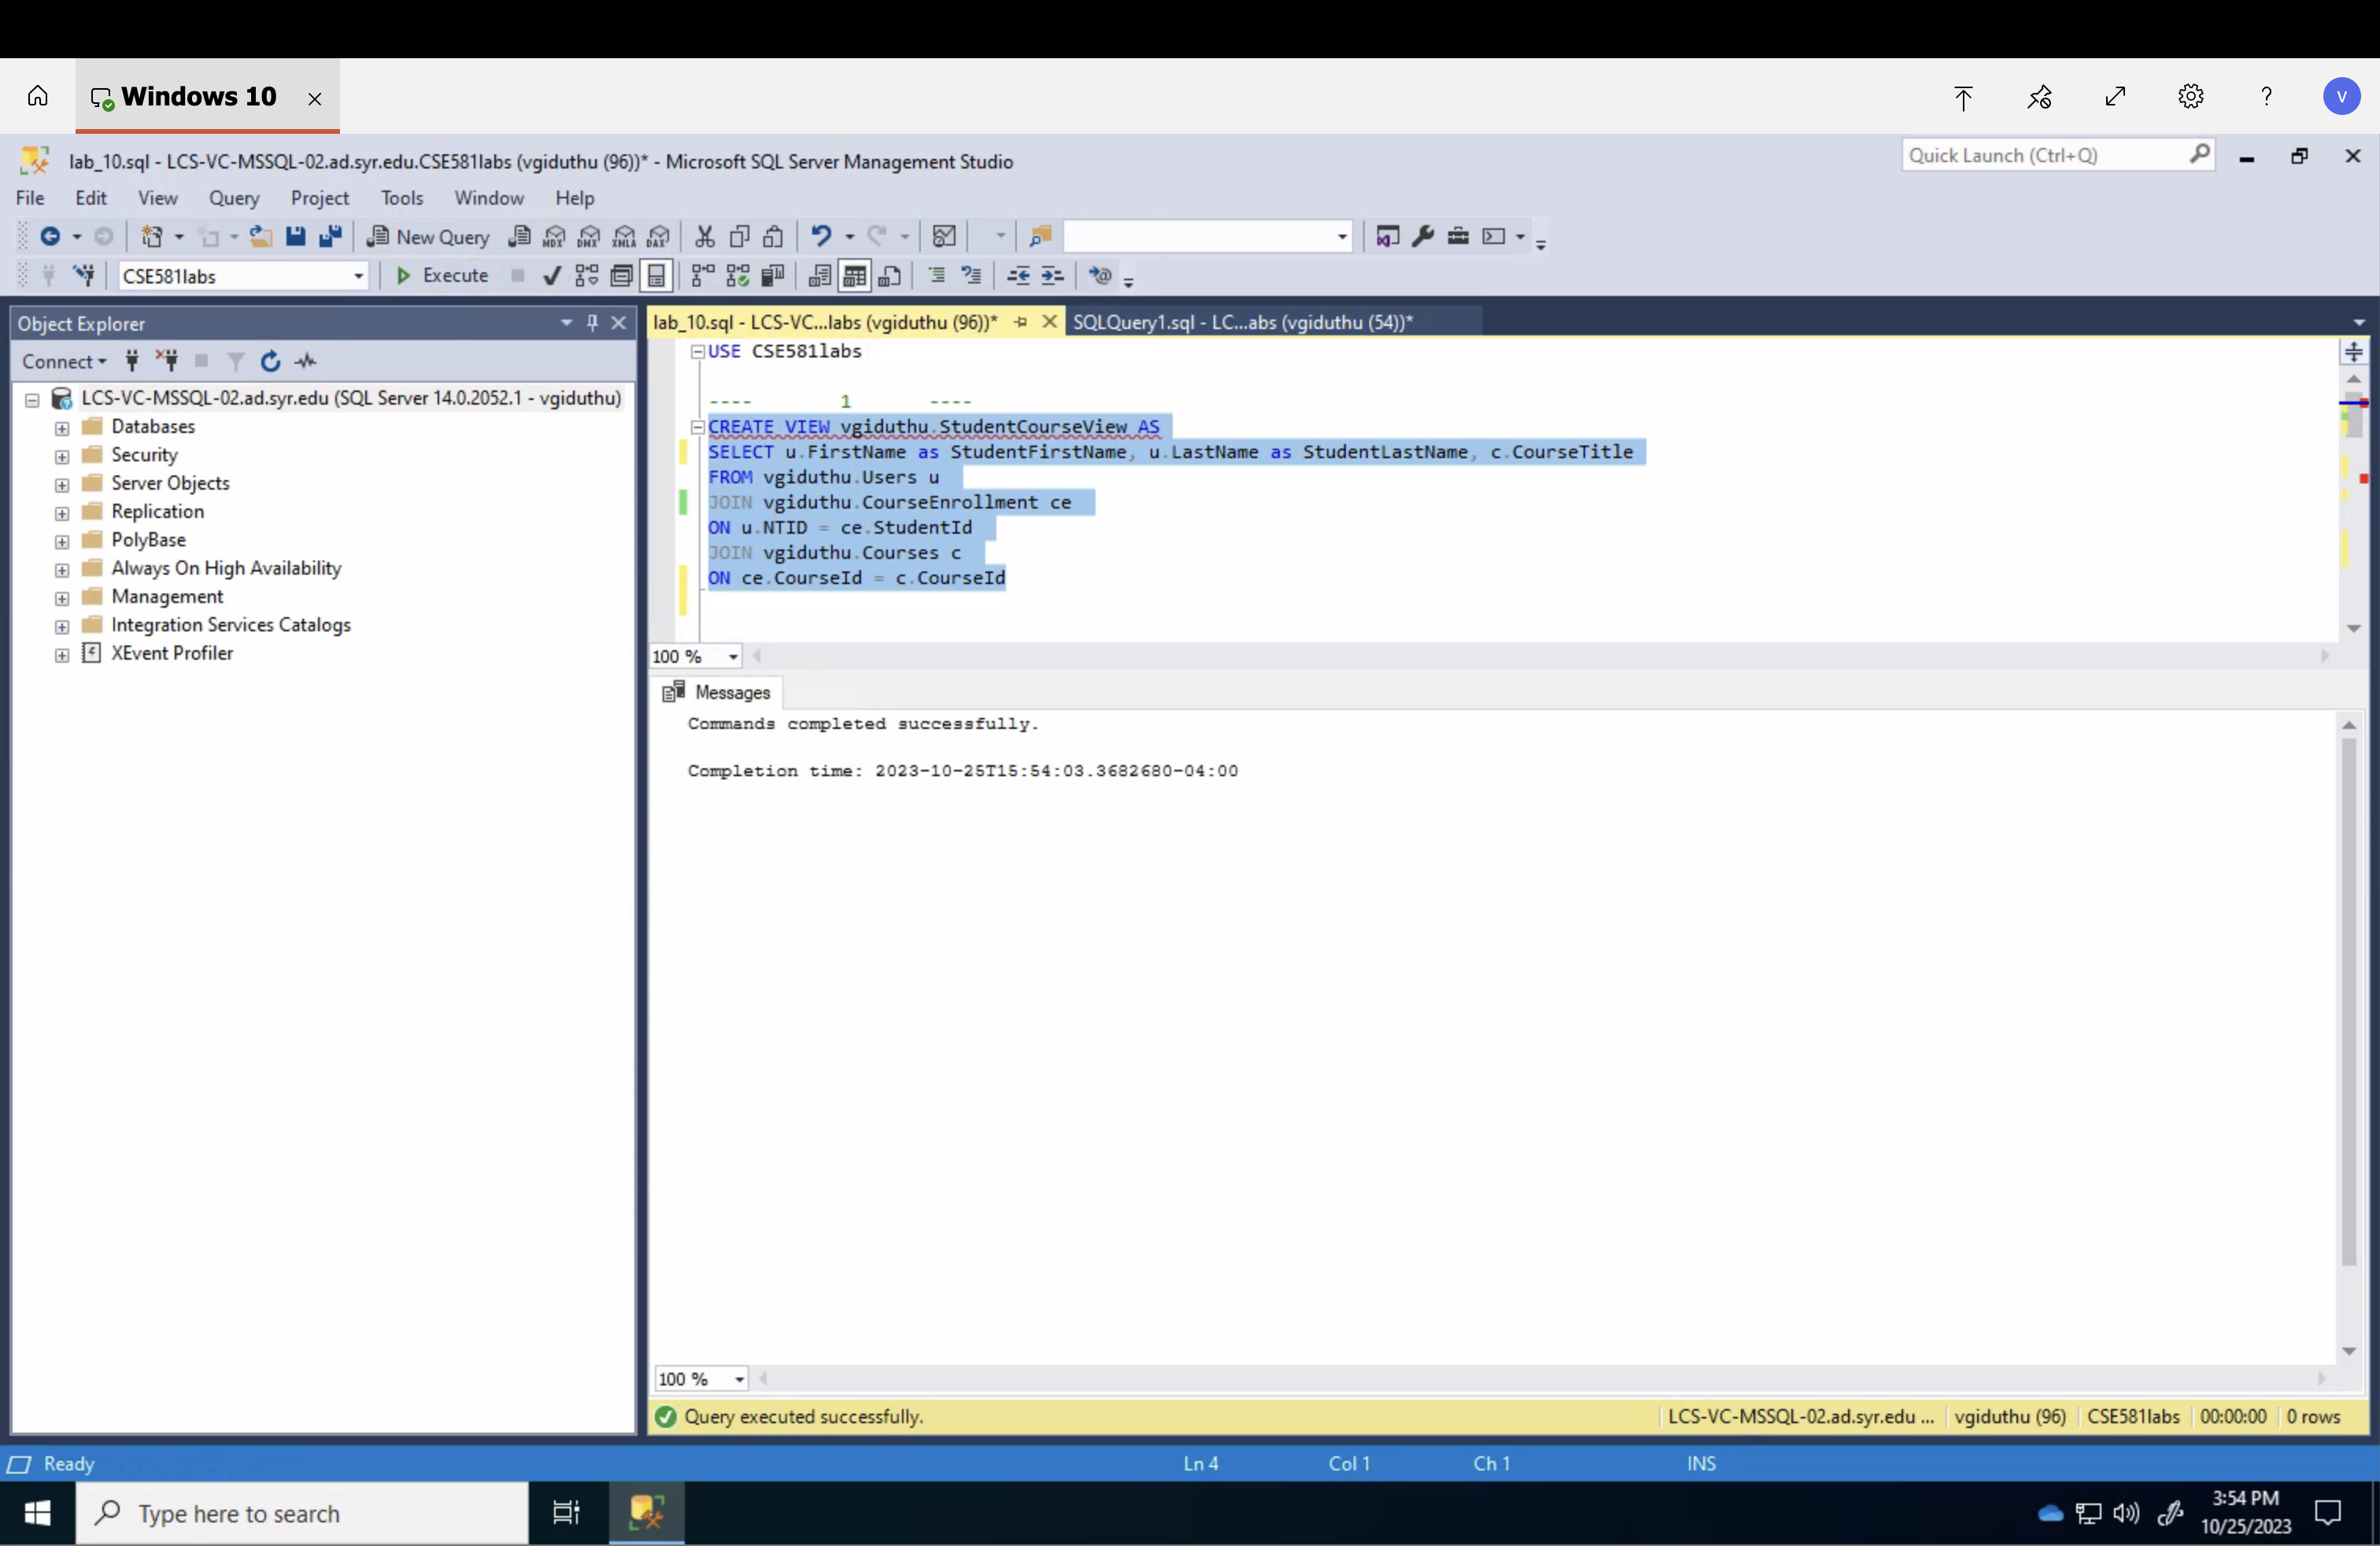 Windows 10
V
lab_10.sql - LCS-VC-MSSQL-02.ad.syr.edu.CSE581labs (vgiduthu (96))* - Microsoft SQL Server Management Studio
Quick Launch (Ctrl+Q)
File Edit View Query Project Tools Window Help
New Query MDX DMX XMLA DAX
CSE581labs Execute
Object Explorer
Connect
LCS-VC-MSSQL-02.ad.syr.edu (SQL Server 14.0.2052.1 - vgiduthu)
Databases
Security
Server Objects
Replication
PolyBase
Always On High Availability
Management
Integration Services Catalogs
XEvent Profiler
lab_10.sql - LCS-VC...labs (vgiduthu (96))* SQLQuery1.sql - LC...abs (vgiduthu (54))*
USE CSE581labs
---- 1 ----
CREATE VIEW vgiduthu.StudentCourseView AS
SELECT u.FirstName as StudentFirstName, u.LastName as StudentLastName, c.CourseTitle
FROM vgiduthu.Users u
JOIN vgiduthu.CourseEnrollment ce
ON u.NTID = ce.StudentId
JOIN vgiduthu.Courses c
ON ce.CourseId = c.CourseId
100 %
Messages
Commands completed successfully.
Completion time: 2023-10-25T15:54:03.3682680-04:00
100 %
Query executed successfully. LCS-VC-MSSQL-02.ad.syr.edu ... vgiduthu (96) CSE581labs 00:00:00 0 rows
Ready Ln 4 Col 1 Ch 1 INS
Type here to search
3:54 PM
10/25/2023